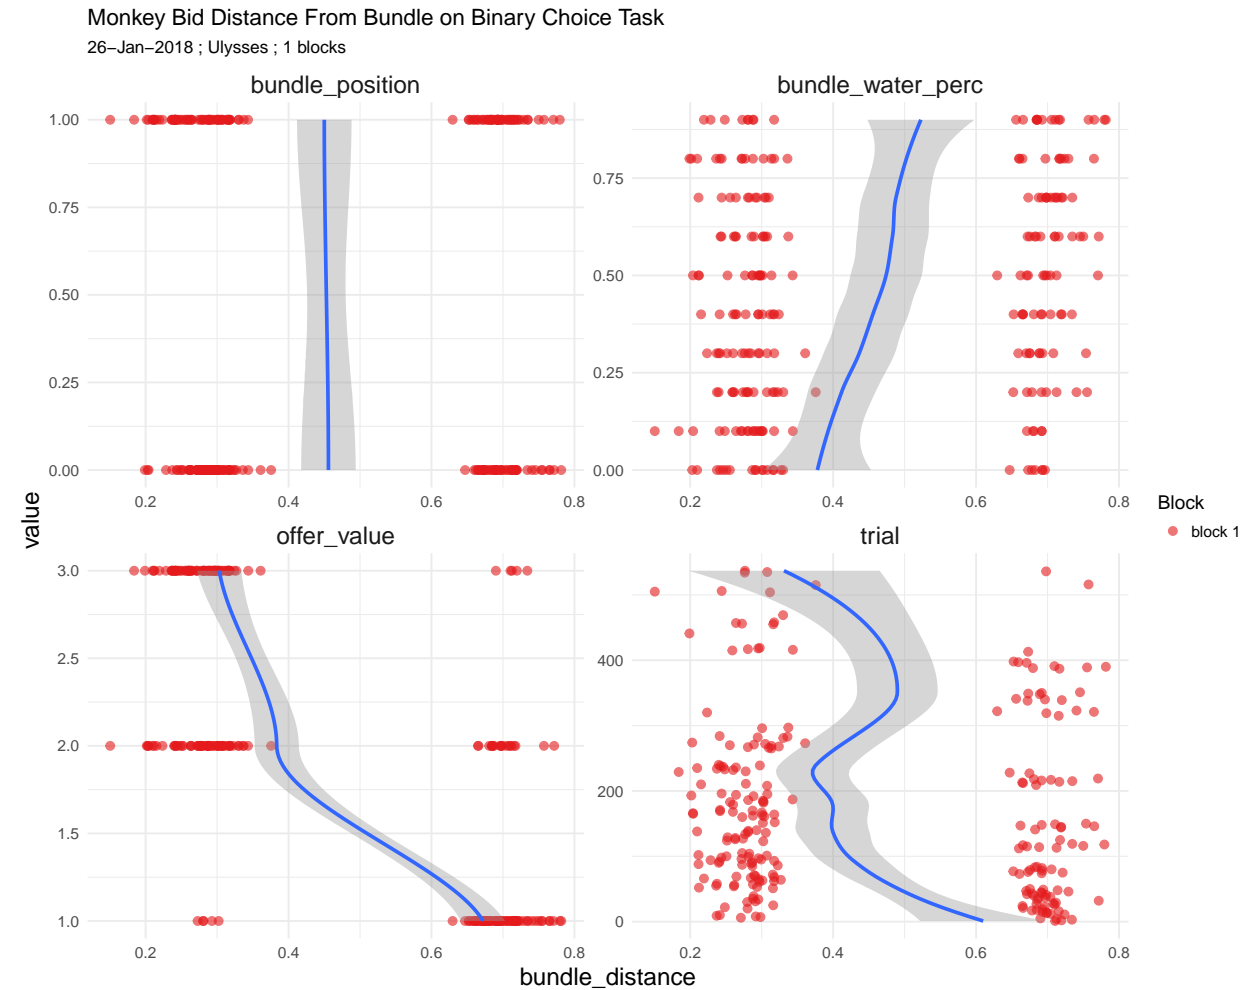 Monkey Bid Distance From Bundle on Binary Choice Task
26−Jan−2018 ; Ulysses ; 1 blocks
bundle_position
bundle_water_perc
1.00
0.75
0.50
0.25
0.00
0.75
0.50
0.25
0.00
0.2 0.4 0.6 0.8
0.2 0.4 0.6 0.8
offer_value
trial
3.0
2.5
2.0
1.5
1.0
400
200
0
0.2 0.4 0.6 0.8
0.2 0.4 0.6 0.8
value
bundle_distance
Block
block 1